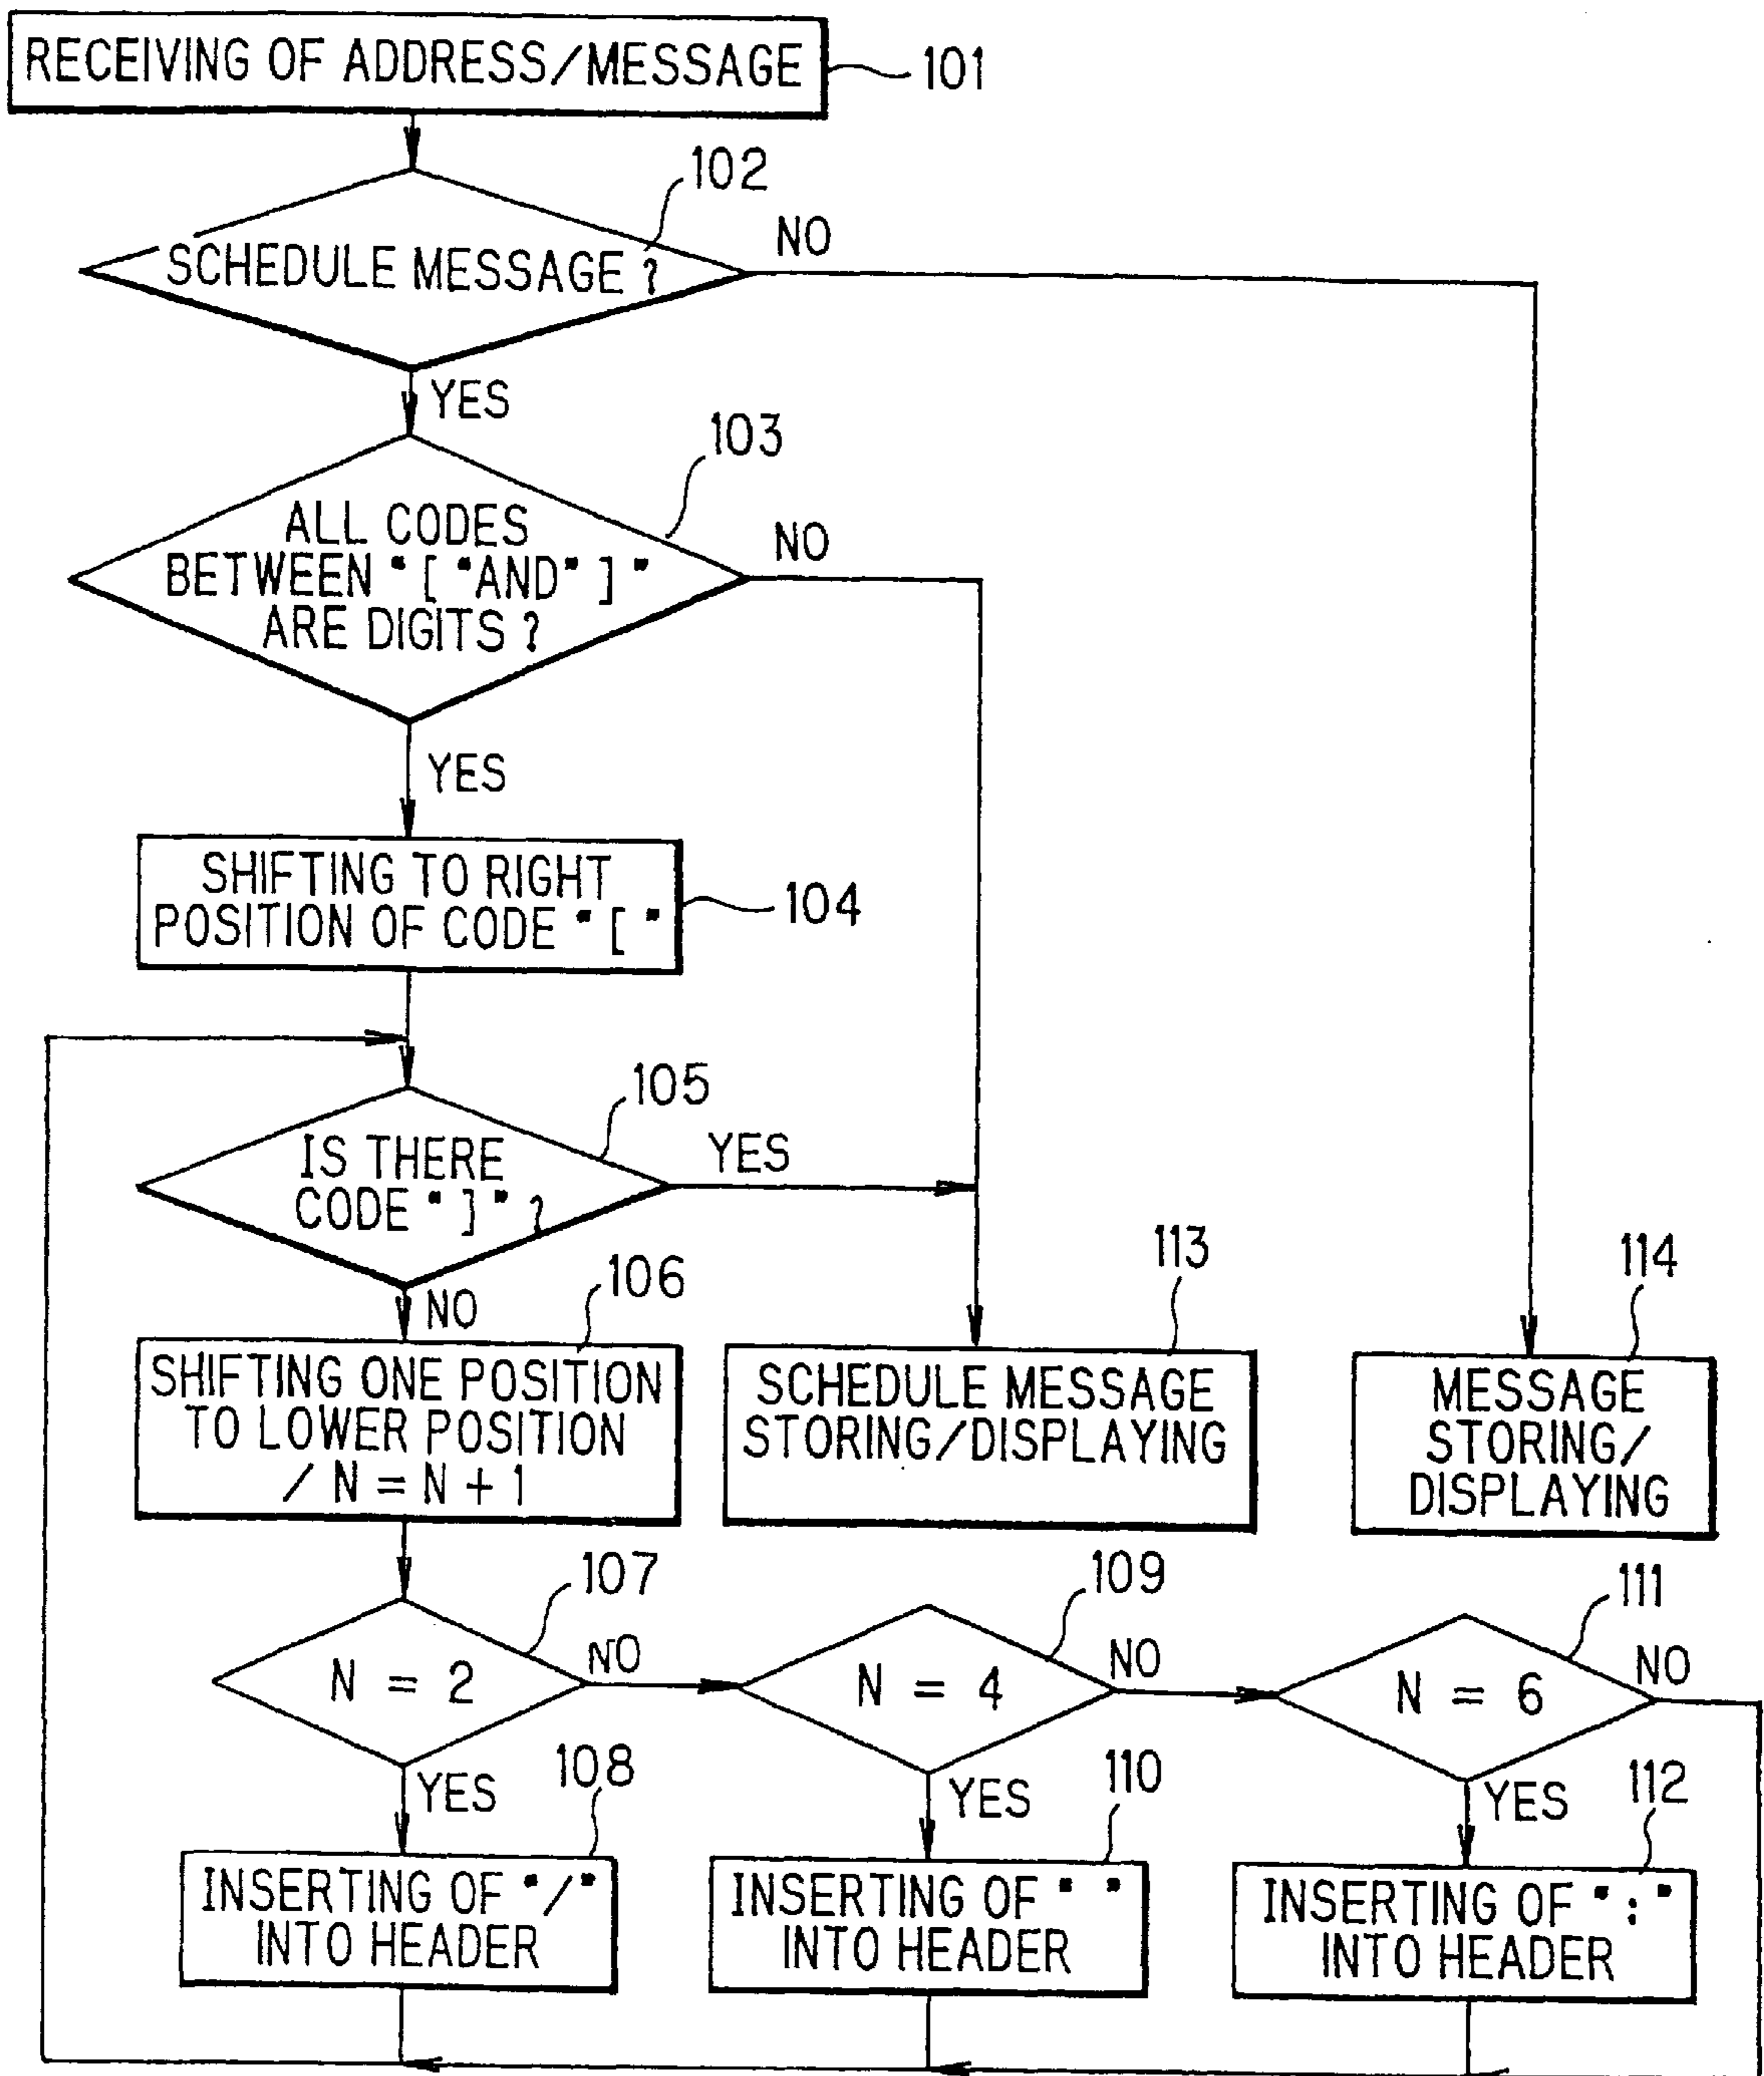 RECEIVING OF ADDRESS/MESSAGE
101
102
SCHEDULE MESSAGE ?
NO
YES
103
ALL CODES
BETWEEN "[ "AND" ] "
ARE DIGITS ?
NO
YES
SHIFTING TO RIGHT
POSITION OF CODE "[ "
104
105
IS THERE
CODE "]" ?
YES
NO
106
SHIFTING ONE POSITION
TO LOWER POSITION
/ N = N + 1
113
SCHEDULE MESSAGE
STORING/DISPLAYING
114
MESSAGE
STORING/
DISPLAYING
107
N = 2
NO
109
N = 4
NO
111
N = 6
NO
YES
108
INSERTING OF "/"
INTO HEADER
YES
110
INSERTING OF " "
INTO HEADER
YES
112
INSERTING OF ":"
INTO HEADER